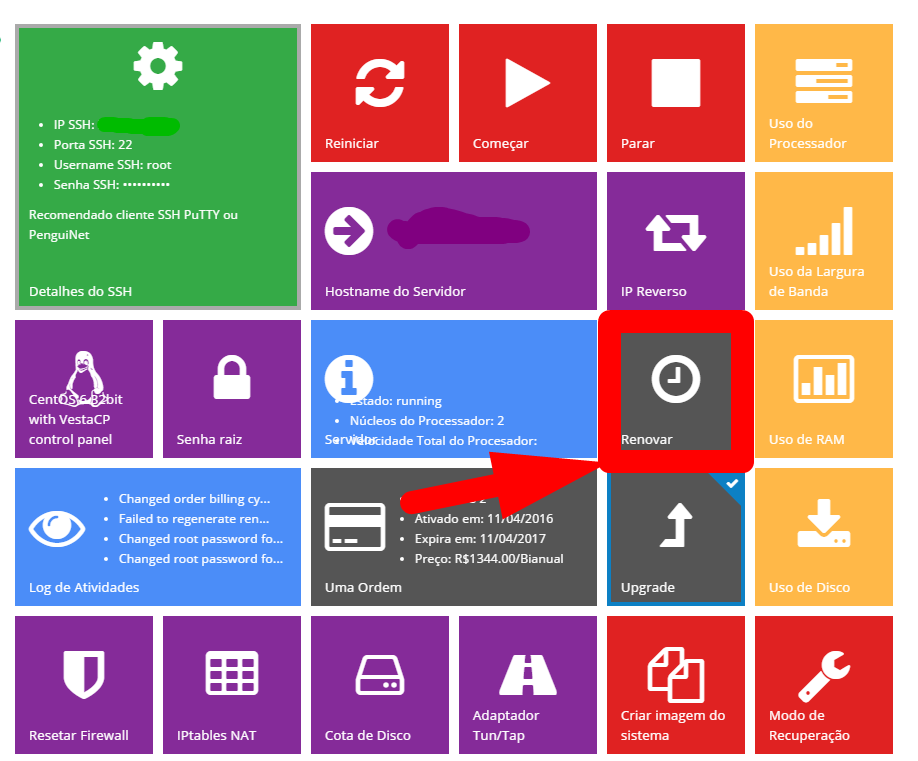 IP SSH:
Porta SSH: 22
Username SSH: root
Senha SSH: ••••••••••
Recomendado cliente SSH PuTTY ou
PenguiNet
Detalhes do SSH
Reiniciar
Começar
Parar
Uso do
Processador
Hostname do Servidor
IP Reverso
Uso da Largura
de Banda
CentOS 6 32bit
with VestaCP
control panel
Senha raiz
Estado: running
Núcleos do Processador: 2
Velocidade Total do Procesador:
Servidor
Renovar
Uso de RAM
Changed order billing cy...
Failed to regenerate ren...
Changed root password fo...
Changed root password fo...
Log de Atividades
2
Ativado em: 11/04/2016
Expira em: 11/04/2017
Preço: R$1344.00/Bianual
Uma Ordem
Upgrade
Uso de Disco
Resetar Firewall
IPtables NAT
Cota de Disco
Adaptador
Tun/Tap
Criar imagem do
sistema
Modo de
Recuperação